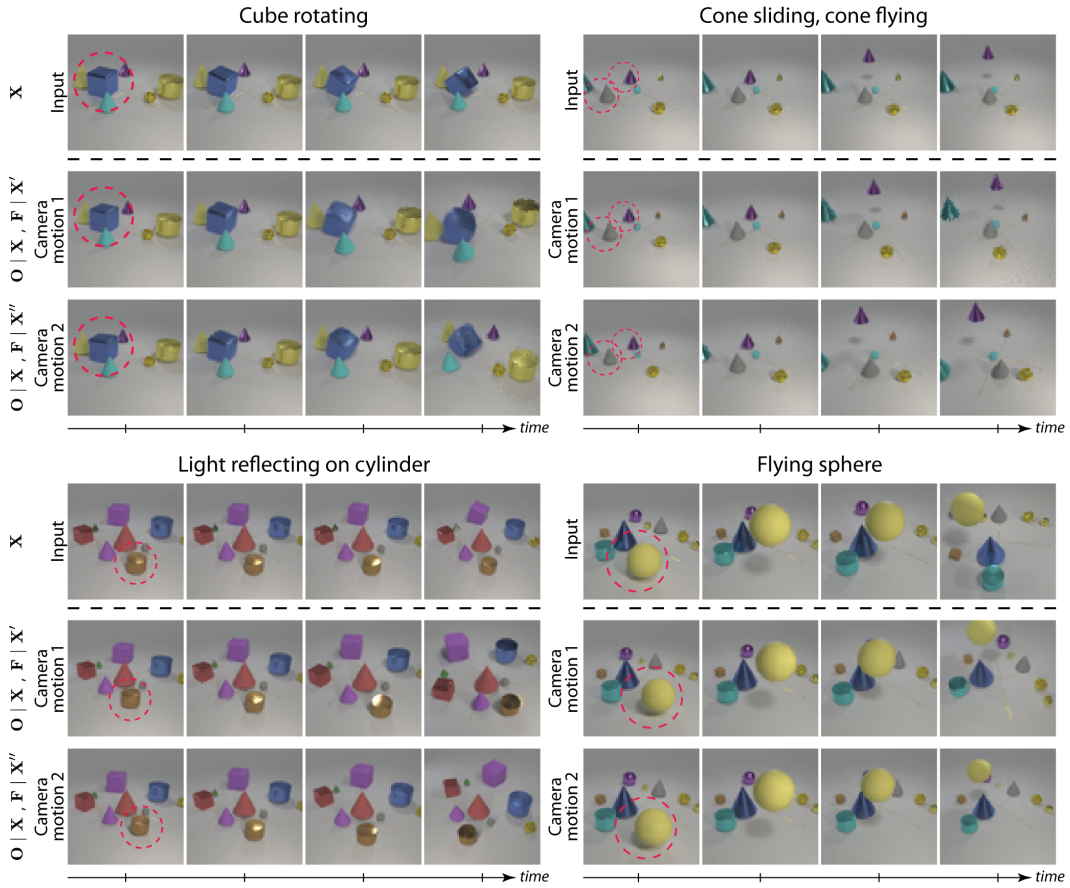 Cube rotating
Cone sliding, cone flying
X
Input
Input
O | X , F | X′
Camera
motion 1
Camera
motion 1
O | X , F | X′′
Camera
motion 2
Camera
motion 2
time
time
Light reflecting on cylinder
Flying sphere
X
Input
Input
O | X , F | X′
Camera
motion 1
Camera
motion 1
O | X , F | X′′
Camera
motion 2
Camera
motion 2
time
time